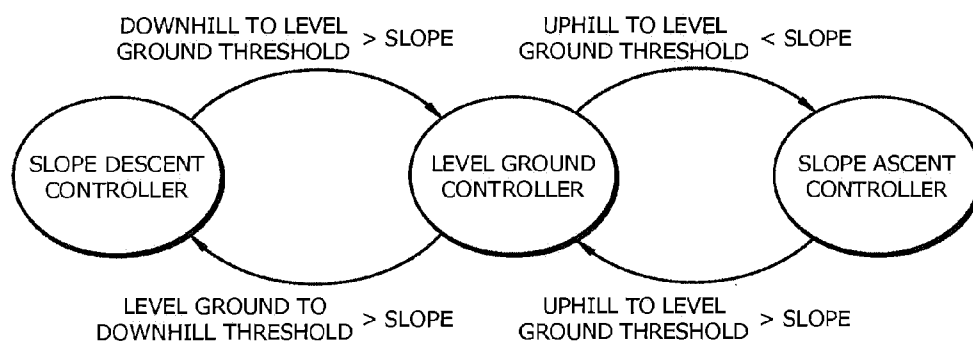 DOWNHILL TO LEVEL
GROUND THRESHOLD > SLOPE
UPHILL TO LEVEL
GROUND THRESHOLD < SLOPE
SLOPE DESCENT
CONTROLLER
LEVEL GROUND
CONTROLLER
SLOPE ASCENT
CONTROLLER
LEVEL GROUND TO
DOWNHILL THRESHOLD > SLOPE
UPHILL TO LEVEL
GROUND THRESHOLD > SLOPE